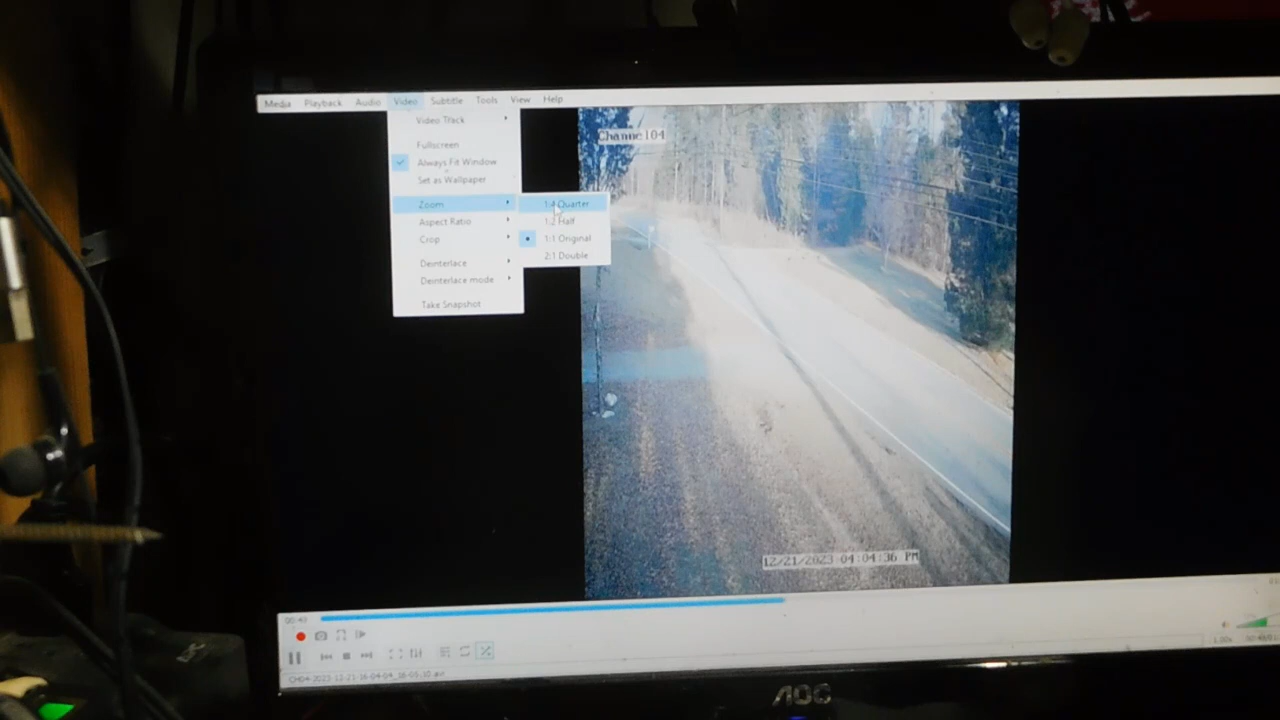 Media Playback Audio Video Subtitle Tools View Help
Video Track
Fullscreen
Always Fit Window
Set as Wallpaper
Zoom
Aspect Ratio
Crop
Deinterlace
Deinterlace mode
Take Snapshot
1:4 Quarter
1:2 Half
1:1 Original
2:1 Double
Channel04
12/21/2023 04:04:36 PM
1.00x
AOC